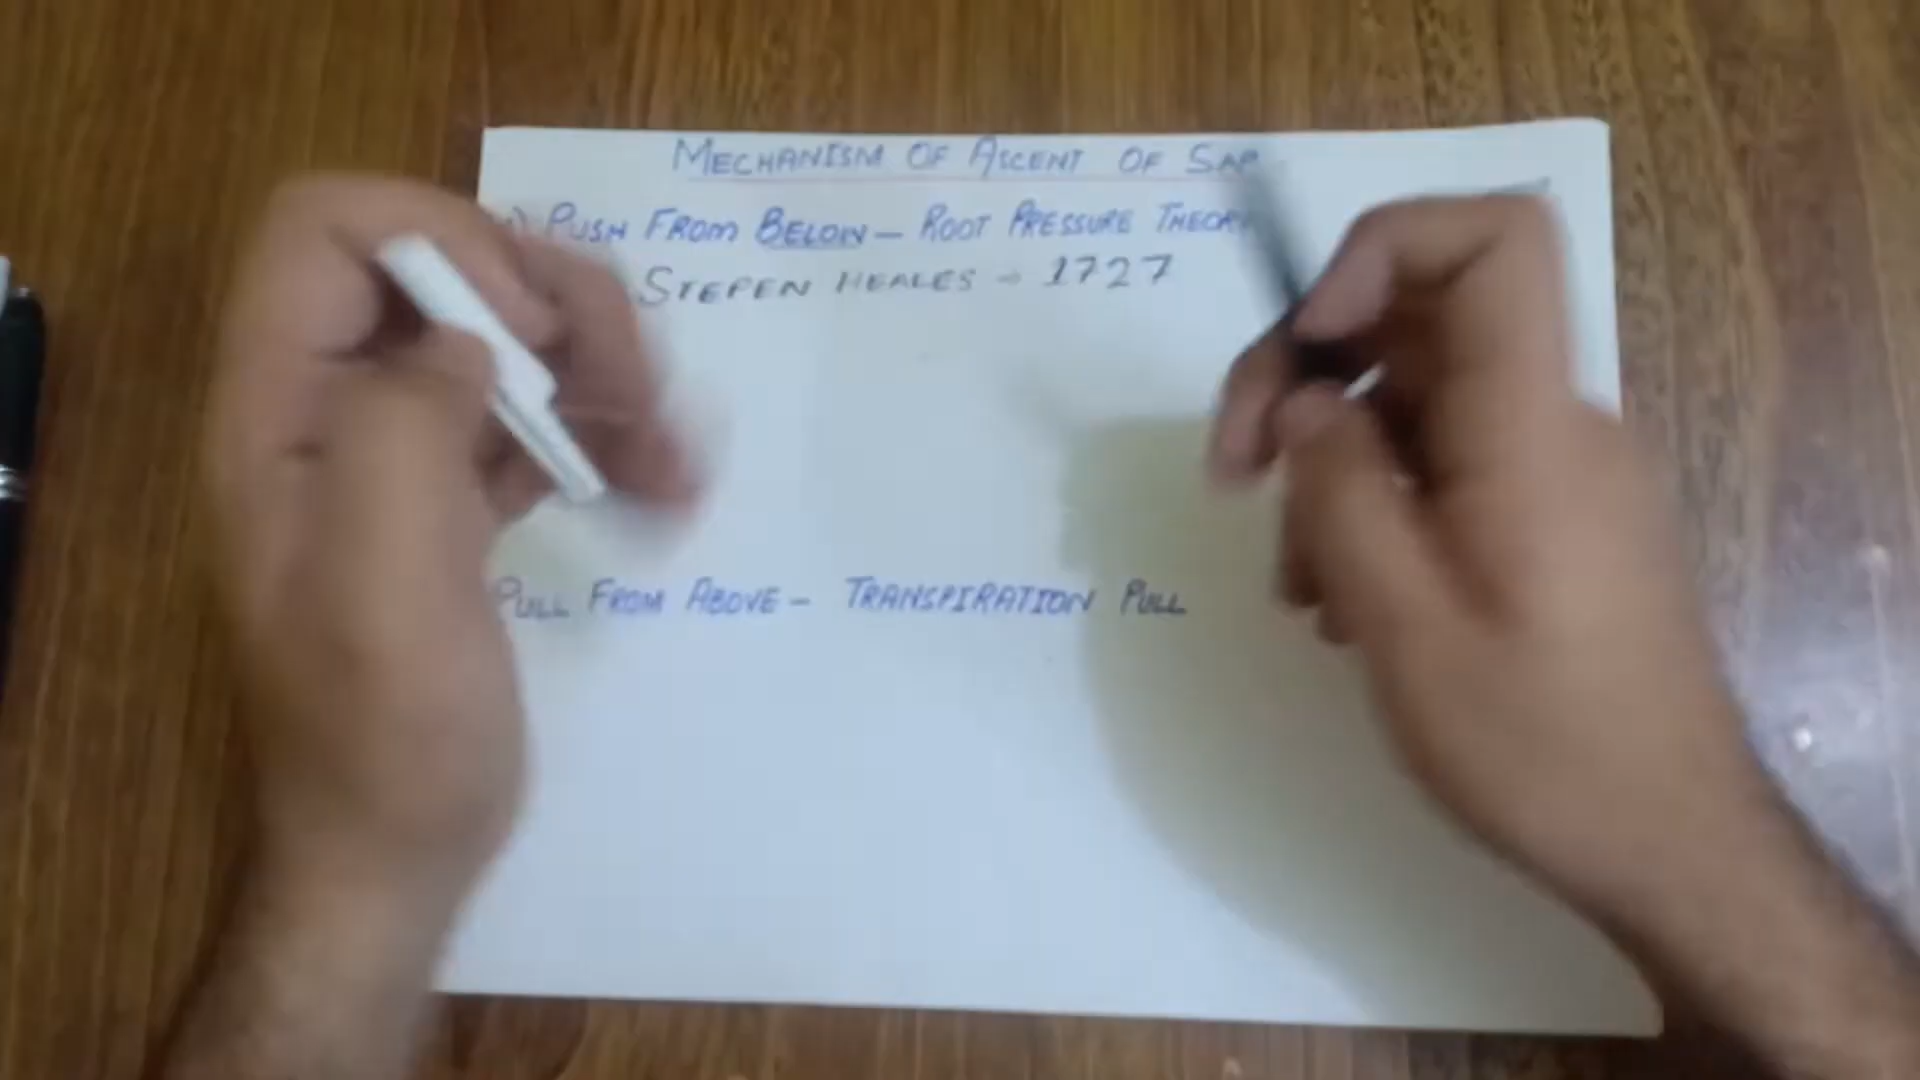 MECHANISM OF ASCENT OF SAP
PUSH FROM BELOW — ROOT PRESSURE THEORY
STEPEN HEALES → 1727
PULL FROM ABOVE — TRANSPIRATION PULL